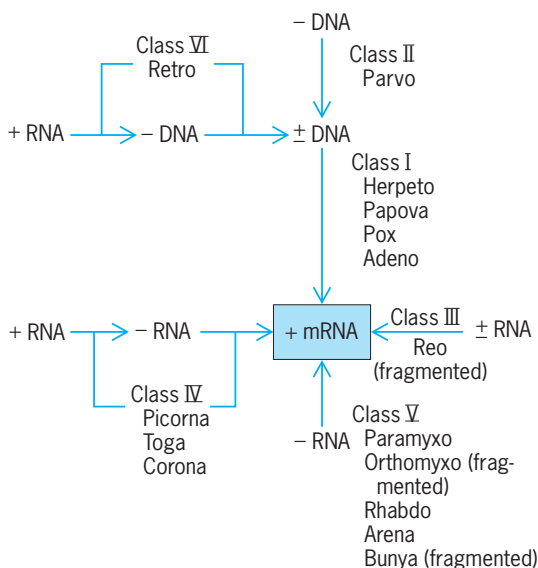 − DNA
Class VI
Retro
Class II
Parvo
+ RNA
− DNA
± DNA
Class I
Herpeto
Papova
Pox
Adeno
+ RNA
− RNA
+ mRNA
Class III
Reo
(fragmented)
± RNA
Class IV
Picorna
Toga
Corona
− RNA
Class V
Paramyxo
Orthomyxo (frag-
mented)
Rhabdo
Arena
Bunya (fragmented)